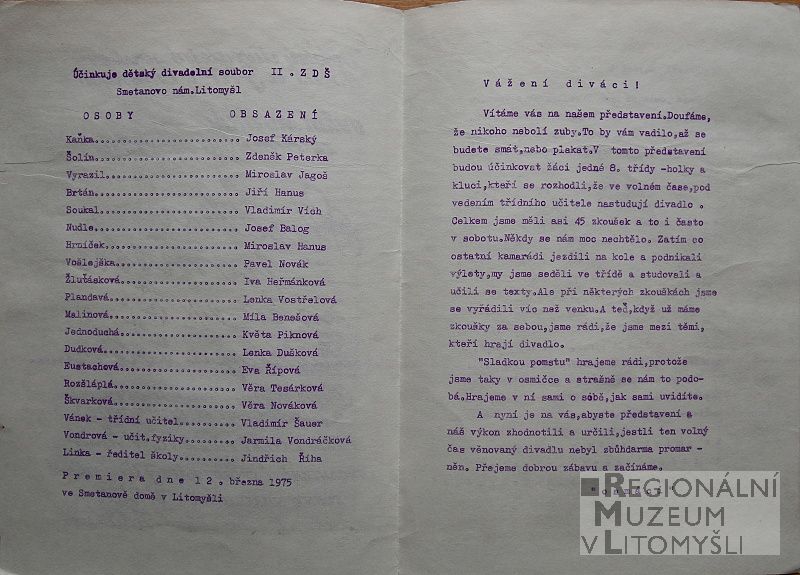 Účinkuje dětský divadelní soubor II.ZDŠ
Smetanovo nám.Litomyšl
OSOBY OBSAZENÍ
Kaňka........................ Josef Kárský
Šolín........................ Zdeněk Peterka
Vyrazil...................... Miroslav Jagoš
Brtán........................ Jiří Hanus
Soukal....................... Vladimír Vích
Nudle........................ Josef Balog
Hrníček...................... Miroslav Hanus
Vošlejška.................... Pavel Novák
Žluťásková................... Iva Heřmánková
Plandavá..................... Lenka Vostřelová
Malinová..................... Míla Benešová
Jednoduchá................... Květa Piknová
Dudková...................... Lenka Dušková
Eustachová................... Eva Řípová
Rozšláplá.................... Věra Tesárková
Škvarková.................... Věra Nováková
Vánek - třídní učitel.......... Vladimír Šauer
Vondrová - učit.fyziky......... Jarmila Vondráčková
Linka - ředitel školy.......... Jindřich Říha
Premiera dne 12. března 1975
ve Smetanově domě v Litomyšli
Vážení diváci!
Vítáme vás na našem představení.Doufáme,
že nikoho nebolí zuby.To by vám vadilo,až se
budete smát,nebo plakat.V tomto představení
budou účinkovat žáci jedné 8. třídy -holky a
kluci,kteří se rozhodli,že ve volném čase,pod
vedením třídního učitele nastudují divadlo .
Celkem jsme měli asi 45 zkoušek a to i často
v sobotu.Někdy se nám moc nechtělo. Zatím co
ostatní kamarádi jezdili na kole a podnikali
výlety,my jsme seděli ve třídě a studovali a
učili se texty.Ale při některých zkouškách jsme
se vyřádili víc než venku.A teď,když už máme
zkoušky za sebou,jsme rádi,že jsme mezi těmi,
kteří hrají divadlo.
"Sladkou pomstu" hrajeme rádi,protože
jsme taky v osmičce a strašně se nám to podo-
bá.Hrajeme v ní sami o sobě,jak sami uvidíte.
A nyní je na vás,abyste představení a
náš výkon zhodnotili a určili,jestli ten volný
čas věnovaný divadlu nebyl zbůhdarma promar -
něn. Přejeme dobrou zábavu a začínáme.
REGIONÁLNÍ
MUZEUM
V LITOMYŠLI